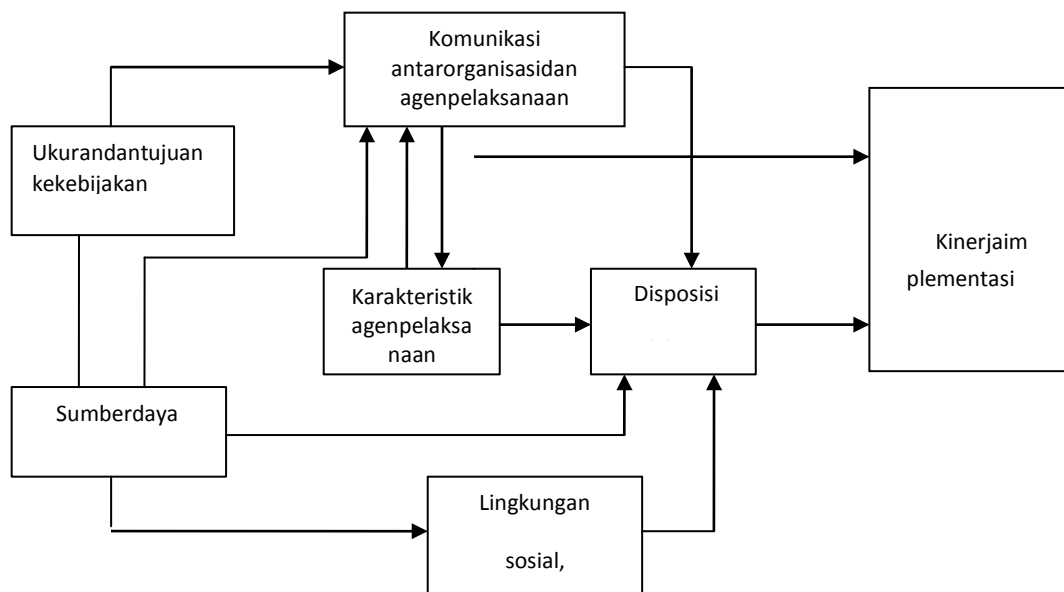 Komunikasi
antarorganisasidan
agenpelaksanaan
Ukurandantujuan
kekebijakan
Kinerjaim
plementasi
Karakteristik
agenpelaksa
naan
Disposisi
Sumberdaya
Lingkungan
sosial,